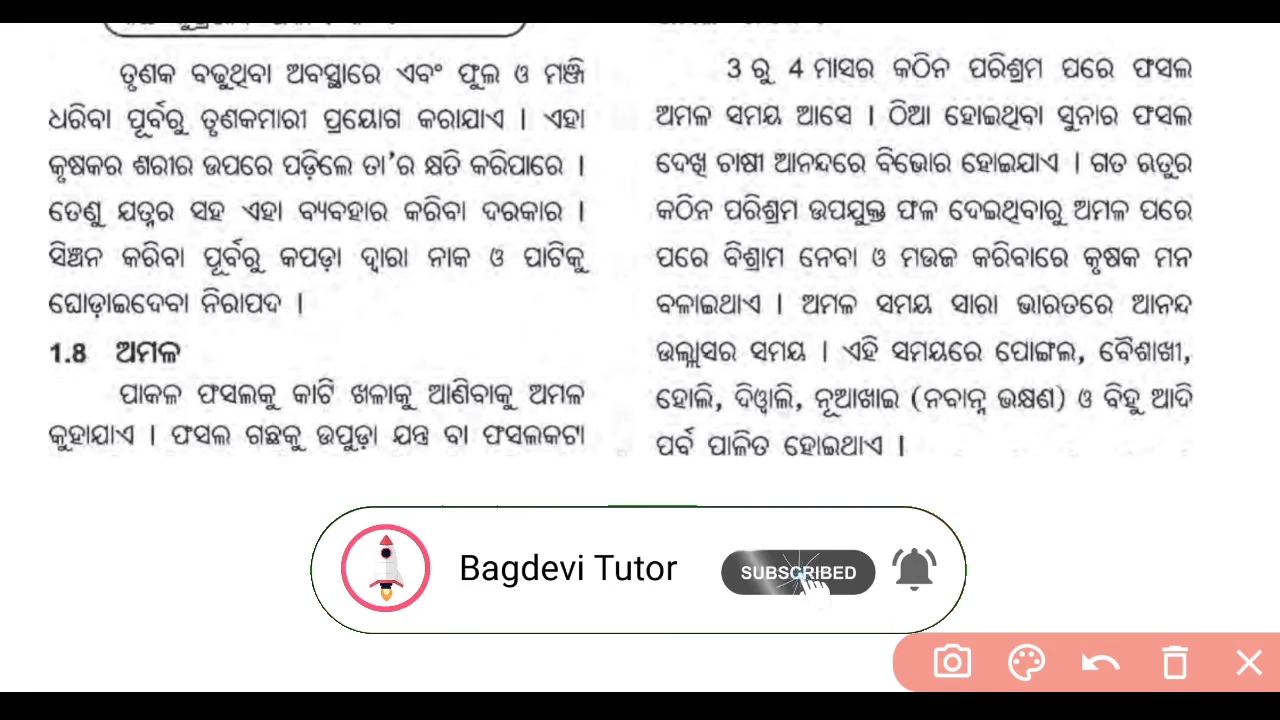 ତୃଣକ ବଢୁଥିବା ଅବସ୍ଥାରେ ଏବଂ ଫୁଲ ଓ ମଞ୍ଜି
ଧରିବା ପୂର୍ବରୁ ତୃଣକମାରୀ ପ୍ରୟୋଗ କରାଯାଏ । ଏହା
କୃଷକର ଶରୀର ଉପରେ ପଡ଼ିଲେ ତା'ର କ୍ଷତି କରିପାରେ ।
ତେଣୁ ଯତ୍ନର ସହ ଏହା ବ୍ୟବହାର କରିବା ଦରକାର ।
ସିଞ୍ଚନ କରିବା ପୂର୍ବରୁ କପଡ଼ା ଦ୍ୱାରା ନାକ ଓ ପାଟିକୁ
ଘୋଡ଼ାଇଦେବା ନିରାପଦ ।
1.8 ଅମଳ
ପାକଳ ଫସଲକୁ କାଟି ଖଳାକୁ ଆଣିବାକୁ ଅମଳ
କୁହାଯାଏ । ଫସଲ ଗଛକୁ ଉପୁଡ଼ା ଯନ୍ତ୍ର ବା ଫସଲକଟା
3 ରୁ 4 ମାସର କଠିନ ପରିଶ୍ରମ ପରେ ଫସଲ
ଅମଳ ସମୟ ଆସେ । ଠିଆ ହୋଇଥିବା ସୁନାର ଫସଲ
ଦେଖି ଚାଷୀ ଆନନ୍ଦରେ ବିଭୋର ହୋଇଯାଏ । ଗତ ଋତୁର
କଠିନ ପରିଶ୍ରମ ଉପଯୁକ୍ତ ଫଳ ଦେଇଥିବାରୁ ଅମଳ ପରେ
ପରେ ବିଶ୍ରାମ ନେବା ଓ ମଉଜ କରିବାରେ କୃଷକ ମନ
ବଳାଇଥାଏ । ଅମଳ ସମୟ ସାରା ଭାରତରେ ଆନନ୍ଦ
ଉଲ୍ଲାସର ସମୟ । ଏହି ସମୟରେ ପୋଙ୍ଗଲ, ବୈଶାଖୀ,
ହୋଲି, ଦିୱାଲି, ନୂଆଖାଇ (ନବାନ୍ନ ଭକ୍ଷଣ) ଓ ବିହୁ ଆଦି
ପର୍ବ ପାଳିତ ହୋଇଥାଏ ।
Bagdevi Tutor
SUBSCRIBED